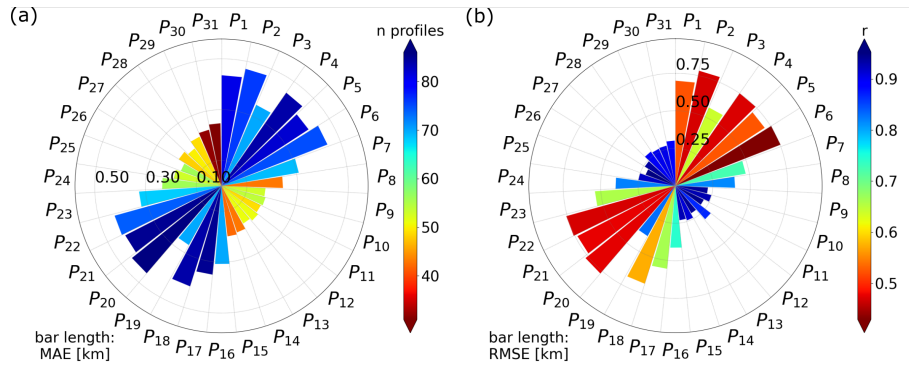 (a)
n profiles
P1
P2
P3
P4
P5
P6
P7
P8
P9
P10
P11
P12
P13
P14
P15
P16
P17
P18
P19
P20
P21
P22
P23
P24
P25
P26
P27
P28
P29
P30
P31
0.50 0.30 0.10
80
70
60
50
40
bar length:
MAE [km]
(b)
r
P1
P2
P3
P4
P5
P6
P7
P8
P9
P10
P11
P12
P13
P14
P15
P16
P17
P18
P19
P20
P21
P22
P23
P24
P25
P26
P27
P28
P29
P30
P31
0.75
0.50
0.25
0.9
0.8
0.7
0.6
0.5
bar length:
RMSE [km]